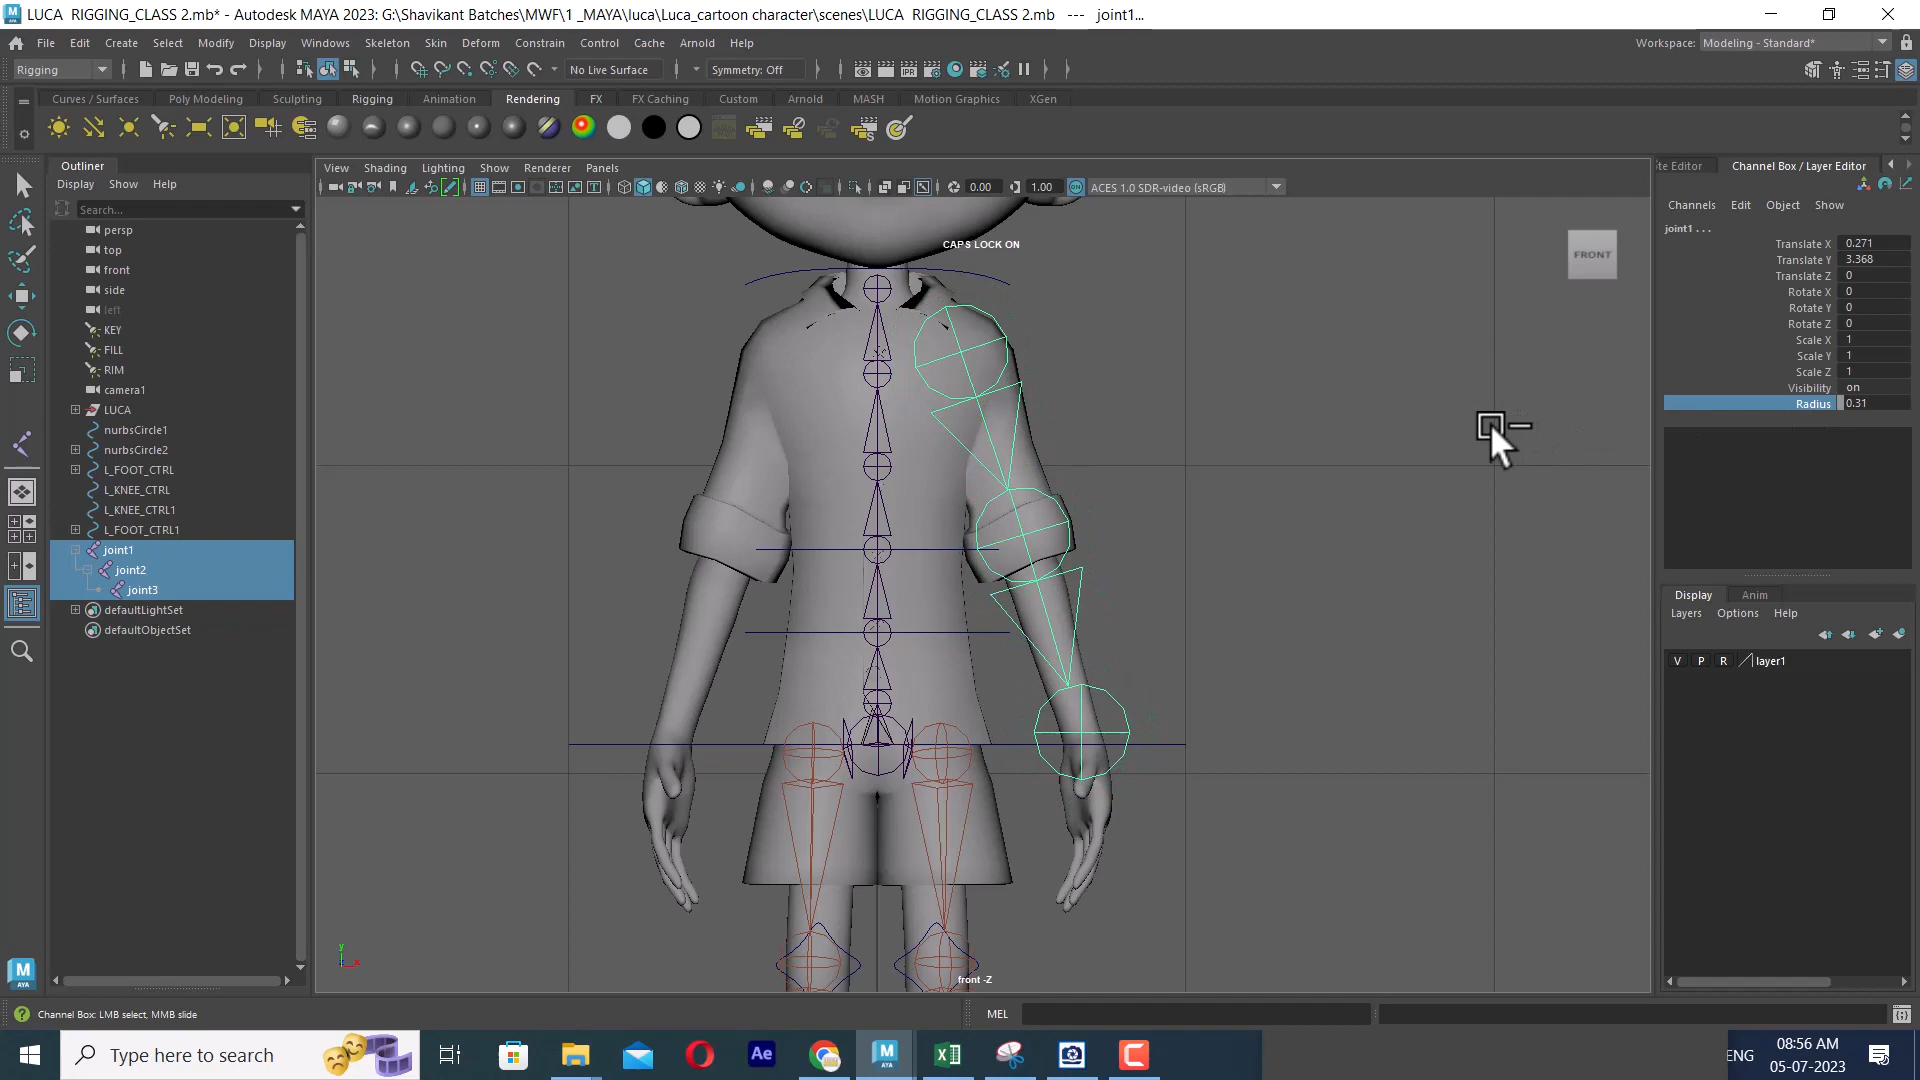 LUCA RIGGING_CLASS 2.mb* - Autodesk MAYA 2023: G:\Shavikant Batches\MWF\1 _MAYA\luca\Luca_cartoon character\scenes\LUCA RIGGING_CLASS 2.mb --- joint1...
File Edit Create Select Modify Display Windows Skeleton Skin Deform Constrain Control Cache Arnold Help
Workspace: Modeling - Standard*
Rigging No Live Surface Symmetry: Off
Curves / Surfaces Poly Modeling Sculpting Rigging Animation Rendering FX FX Caching Custom Arnold MASH Motion Graphics XGen
Outliner
Display Show Help
Search...
persp
top
front
side
left
KEY
FILL
RIM
camera1
LUCA
nurbsCircle1
nurbsCircle2
L_FOOT_CTRL
L_KNEE_CTRL
L_KNEE_CTRL1
L_FOOT_CTRL1
joint1
joint2
joint3
defaultLightSet
defaultObjectSet
View Shading Lighting Show Renderer Panels
0.00 1.00 ACES 1.0 SDR-video (sRGB)
CAPS LOCK ON
FRONT
front -Z
y
x
te Editor Channel Box / Layer Editor
Channels Edit Object Show
joint1 . . .
Translate X 0.271
Translate Y 3.368
Translate Z 0
Rotate X 0
Rotate Y 0
Rotate Z 0
Scale X 1
Scale Y 1
Scale Z 1
Visibility on
Radius 0.31
Display Anim
Layers Options Help
V P R layer1
Channel Box: LMB select, MMB slide
MEL
M
AYA
Type here to search
Ae
ENG
08:56 AM
05-07-2023